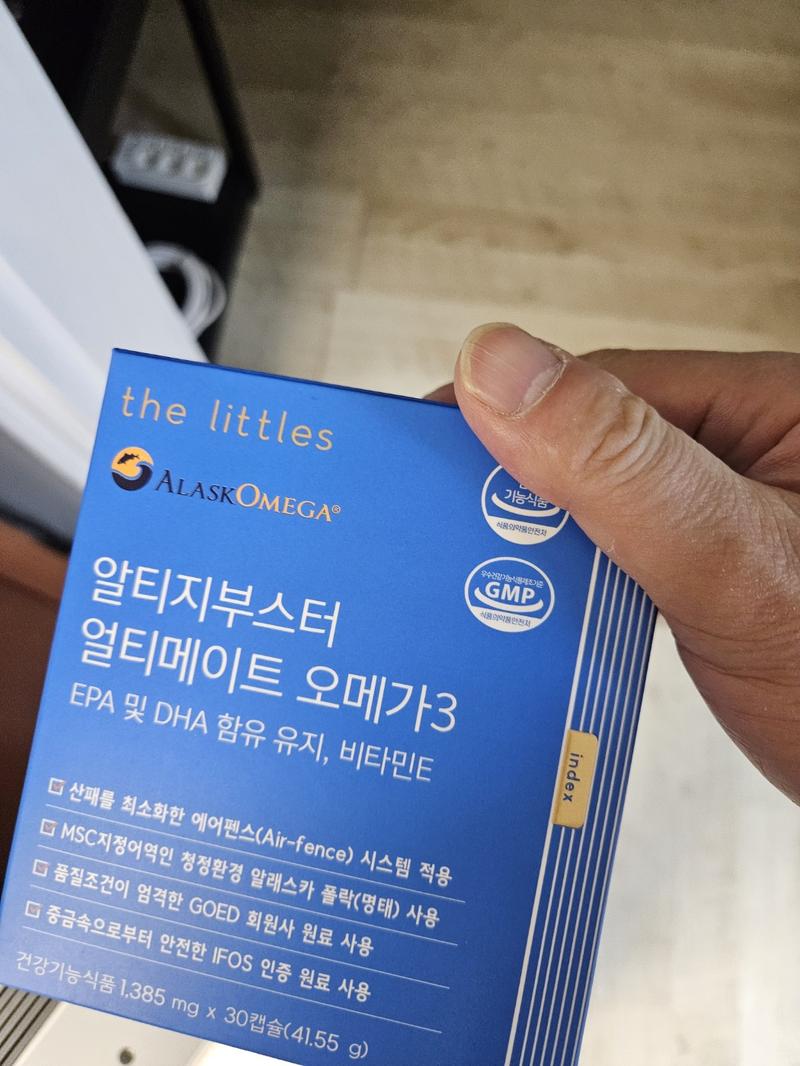 the littles
ALASKOMEGA®
기능식품
식품의약품안전처
우수건강기능식품제조기준
GMP
식품의약품안전처
알티지부스터
얼티메이트 오메가3
EPA 및 DHA 함유 유지, 비타민E
index
산패를 최소화한 에어펜스(Air-fence) 시스템 적용
MSC지정어역인 청정환경 알래스카 폴락(명태) 사용
품질조건이 엄격한 GOED 회원사 원료 사용
중금속으로부터 안전한 IFOS 인증 원료 사용
건강기능식품 1,385 mg x 30캡슐(41.55 g)